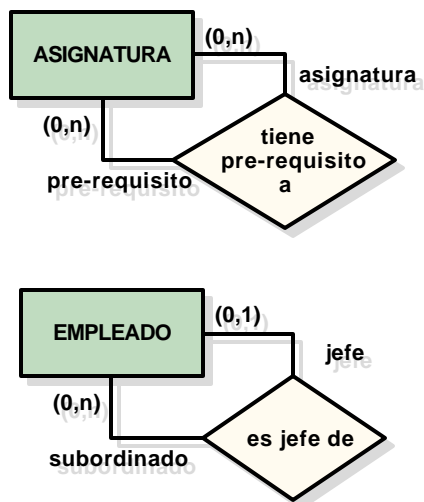 ASIGNATURA
(0,n)
asignatura
(0,n)
pre-requisito
tiene
pre-requisito
a
EMPLEADO
(0,1)
jefe
(0,n)
subordinado
es jefe de